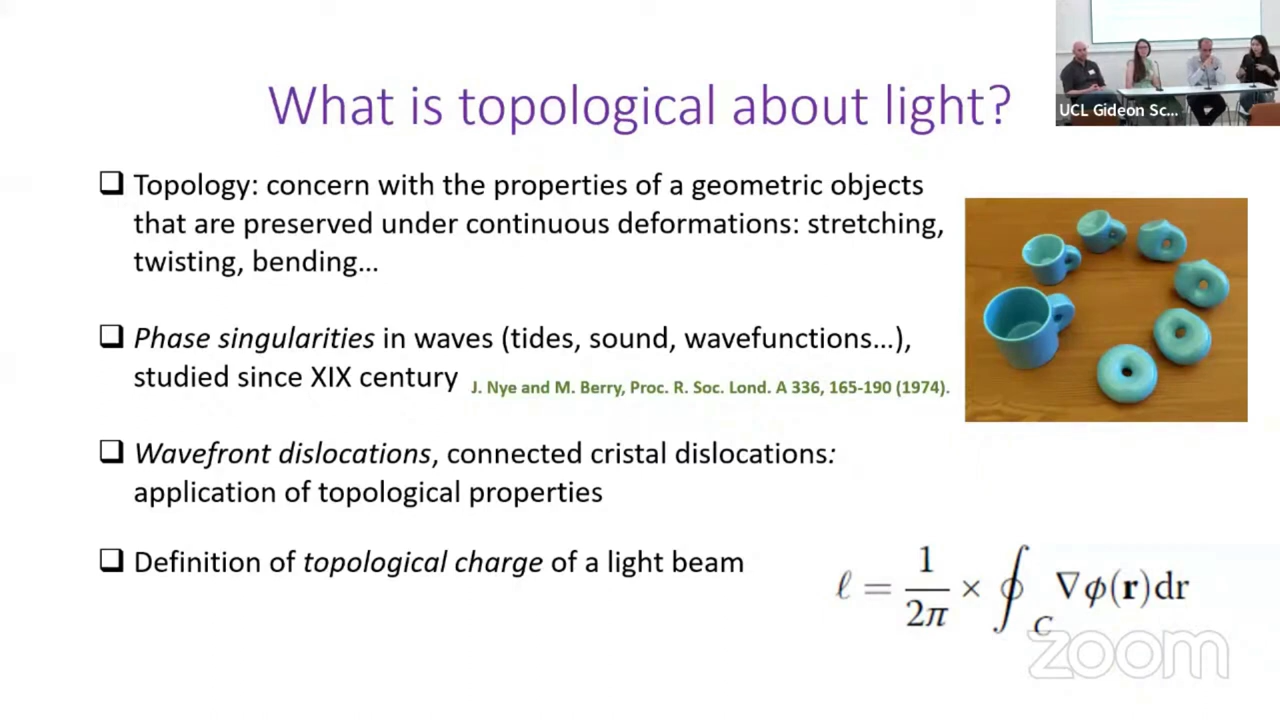 What is topological about light?
UCL Gideon Sc...
❑ Topology: concern with the properties of a geometric objects
that are preserved under continuous deformations: stretching,
twisting, bending...
❑ Phase singularities in waves (tides, sound, wavefunctions...),
studied since XIX century J. Nye and M. Berry, Proc. R. Soc. Lond. A 336, 165-190 (1974).
❑ Wavefront dislocations, connected cristal dislocations:
application of topological properties
❑ Definition of topological charge of a light beam
ℓ = 1/2π × ∮_C ∇ϕ(r)dr
zoom